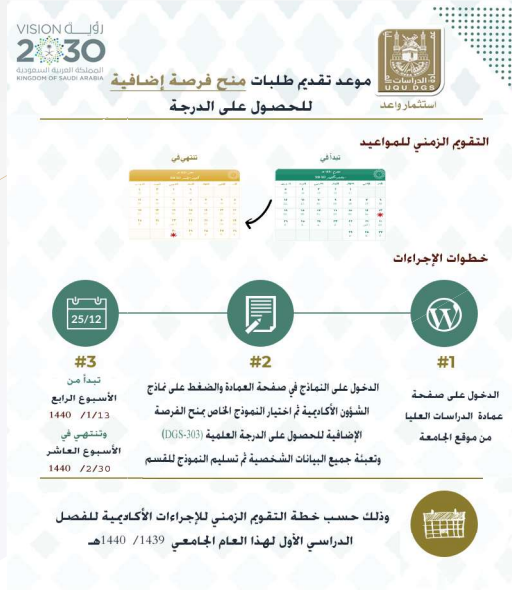 رؤيــة VISION
2030
المملكة العربية السعودية
KINGDOM OF SAUDI ARABIA
الدراسات
UQU DGS
استثمار واعد
موعد تقديم طلبات منح فرصة إضافية
للحصول على الدرجة
التقويم الزمني للمواعيد
تبدأ في
تنتهي في
خطوات الإجراءات
#1
الدخول على صفحة
عمادة الدراسات العليا
من موقع الجامعة
#2
الدخول على النماذج في صفحة العمادة والضغط على نماذج
الشؤون الأكاديمية ثم اختيار النموذج الخاص بمنح الفرصة
الإضافية للحصول على الدرجة العلمية (DGS-303)
وتعبئة جميع البيانات الشخصية ثم تسليم النموذج للقسم
25/12
#3
تبدأ من
الأسبوع الرابع
1440 /1/13
وتنتهي في
الأسبوع العاشر
1440 /2/30
وذلك حسب خطة التقويم الزمني للإجراءات الأكاديمية للفصل
الدراسي الأول لهذا العام الجامعي 1439/ 1440هـ